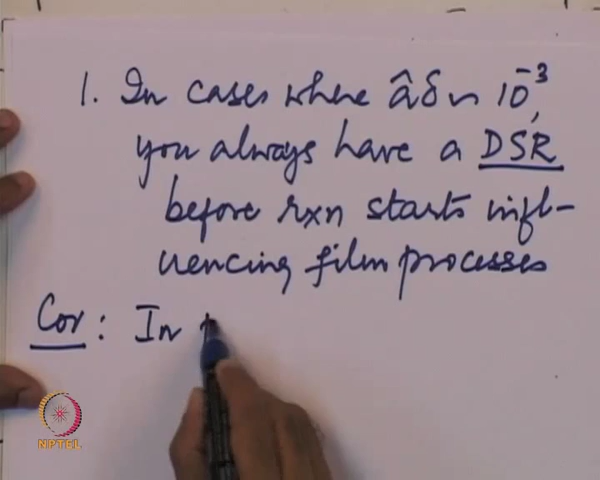 1. In cases where âδ ~ 10⁻³,
you always have a DSR
before rxn starts infl-
uencing film processes
Cor: In
NPTEL